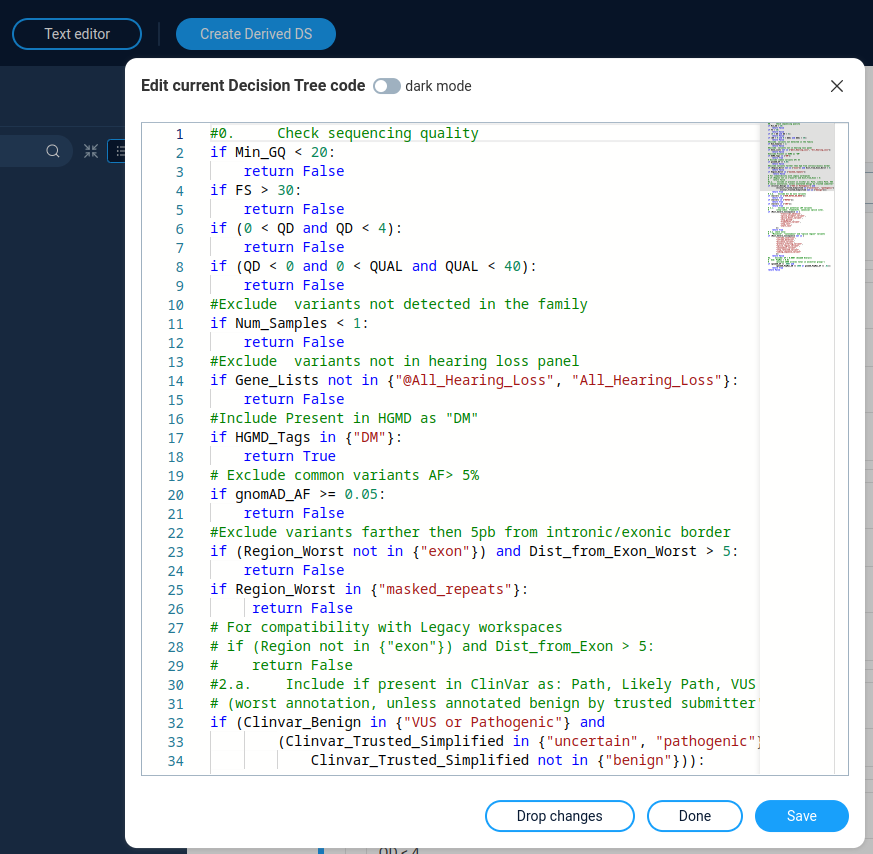 Text editor
Create Derived DS
Edit current Decision Tree code
dark mode
1 #0.     Check sequencing quality
2 if Min_GQ < 20:
3     return False
4 if FS > 30:
5     return False
6 if (0 < QD and QD < 4):
7     return False
8 if (QD < 0 and 0 < QUAL and QUAL < 40):
9     return False
10 #Exclude  variants not detected in the family
11 if Num_Samples < 1:
12     return False
13 #Exclude  variants not in hearing loss panel
14 if Gene_Lists not in {"@All_Hearing_Loss", "All_Hearing_Loss"}:
15     return False
16 #Include Present in HGMD as "DM"
17 if HGMD_Tags in {"DM"}:
18     return True
19 # Exclude common variants AF> 5%
20 if gnomAD_AF >= 0.05:
21     return False
22 #Exclude variants farther then 5pb from intronic/exonic border
23 if (Region_Worst not in {"exon"}) and Dist_from_Exon_Worst > 5:
24     return False
25 if Region_Worst in {"masked_repeats"}:
26      return False
27 # For compatibility with Legacy workspaces
28 # if (Region not in {"exon"}) and Dist_from_Exon > 5:
29 #    return False
30 #2.a.    Include if present in ClinVar as: Path, Likely Path, VUS
31 # (worst annotation, unless annotated benign by trusted submitter'
32 if (Clinvar_Benign in {"VUS or Pathogenic"} and
33         (Clinvar_Trusted_Simplified in {"uncertain", "pathogenic"}
34             Clinvar_Trusted_Simplified not in {"benign"})):
Drop changes
Done
Save
QD < 4